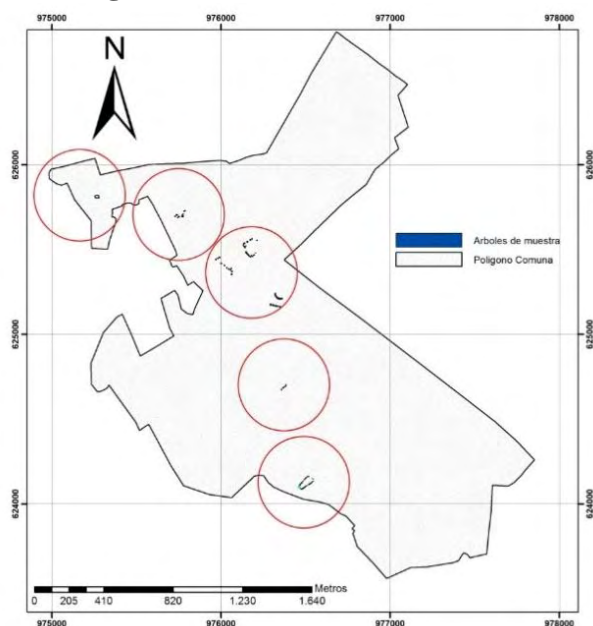 975000 976000 977000 978000
N
626000 626000
Arboles de muestra
Poligono Comuna
625000 625000
624000 624000
Metros
0 205 410 820 1.230 1.640
975000 976000 977000 978000